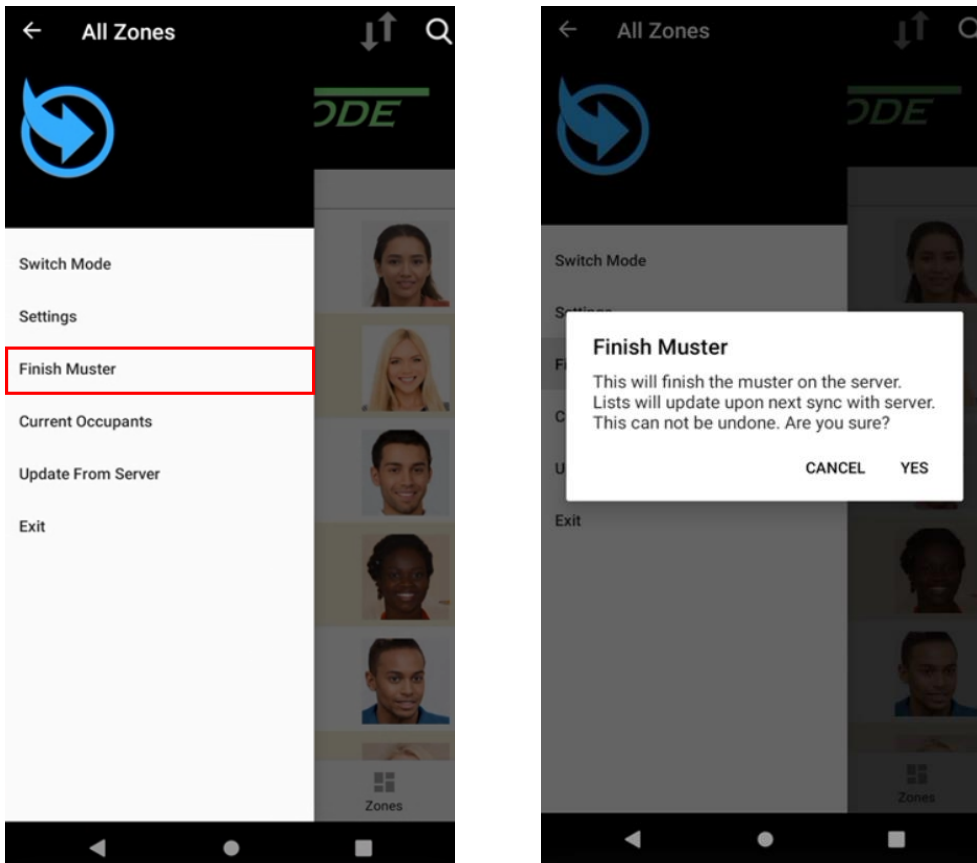 All Zones
ODE
Switch Mode
Settings
Finish Muster
Current Occupants
Update From Server
Exit
Zones
All Zones
ODE
Switch Mode
Settings
Finish Muster
This will finish the muster on the server.
Lists will update upon next sync with server.
This can not be undone. Are you sure?
CANCEL
YES
Exit
Zones